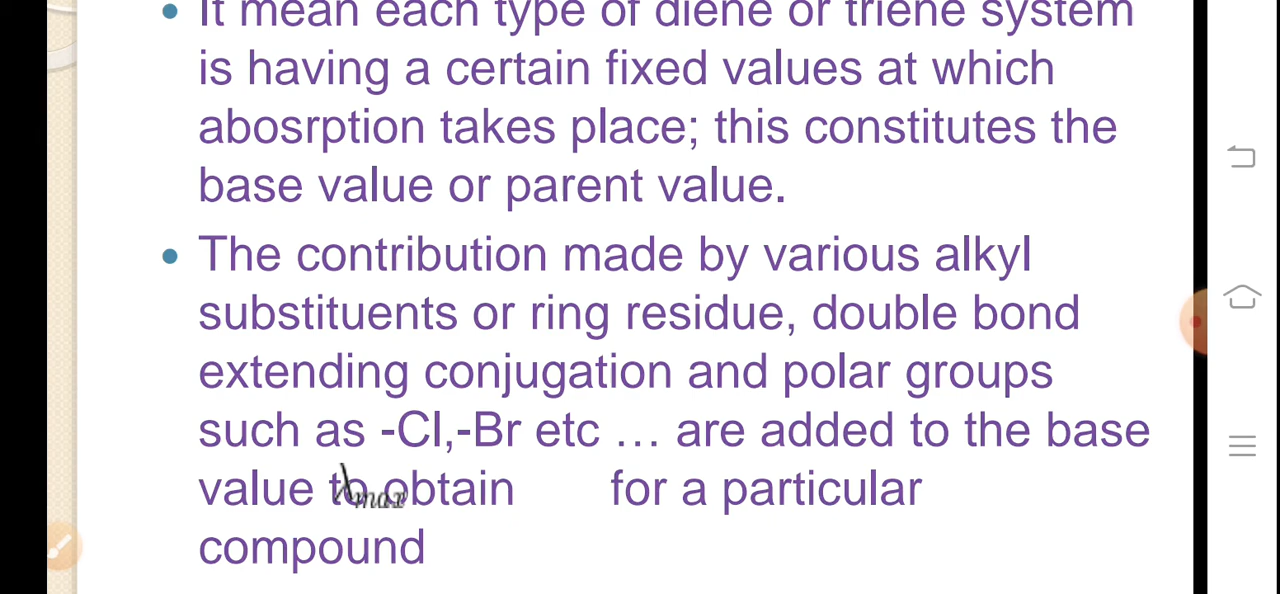 It mean each type of diene or triene system
is having a certain fixed values at which
abosrption takes place; this constitutes the
base value or parent value.
The contribution made by various alkyl
substituents or ring residue, double bond
extending conjugation and polar groups
such as -Cl,-Br etc … are added to the base
value to obtain λmax for a particular
compound